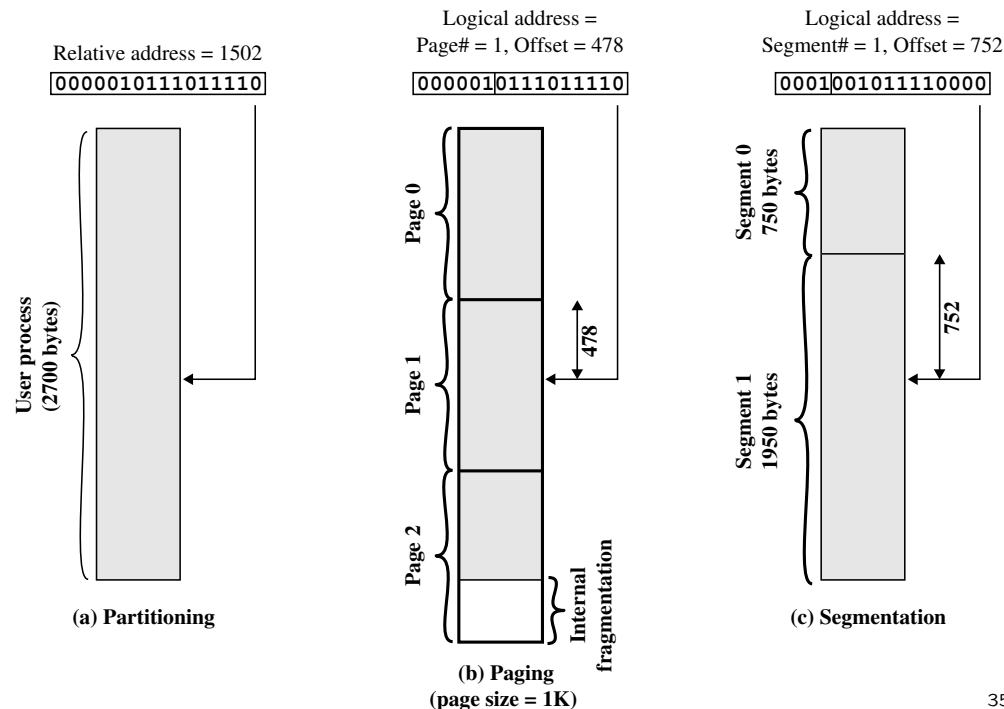 Relative address = 1502
0000010111011110
User process
(2700 bytes)
(a) Partitioning
Logical address =
Page# = 1, Offset = 478
0000010111011110
Page 0
Page 1
Page 2
478
Internal
fragmentation
(b) Paging
(page size = 1K)
Logical address =
Segment# = 1, Offset = 752
0001001011110000
Segment 0
750 bytes
Segment 1
1950 bytes
752
(c) Segmentation
35